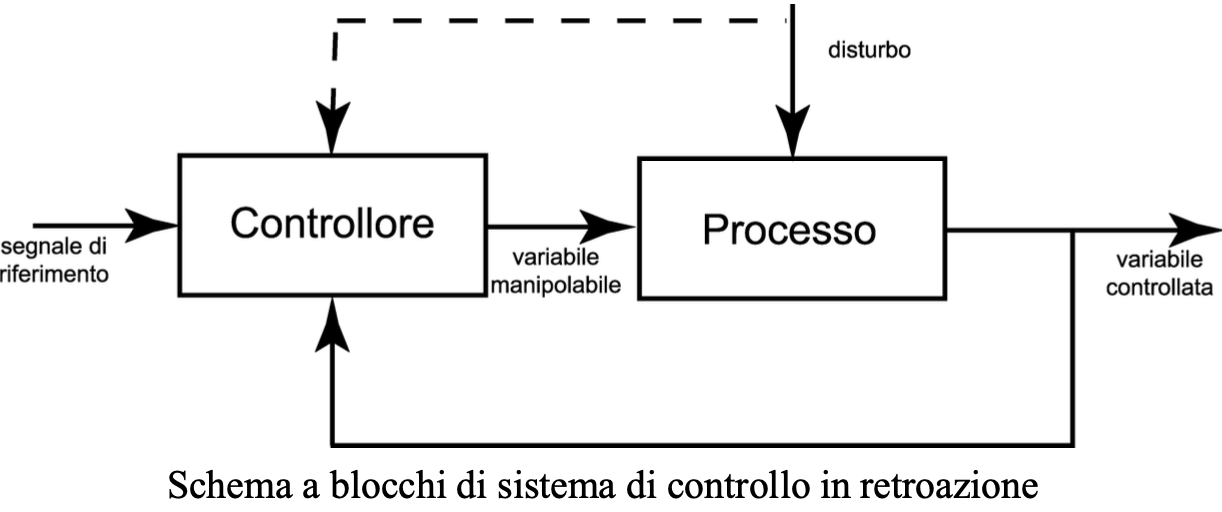 disturbo
Controllore
Processo
segnale di
riferimento
variabile
manipolabile
variabile
controllata
Schema a blocchi di sistema di controllo in retroazione